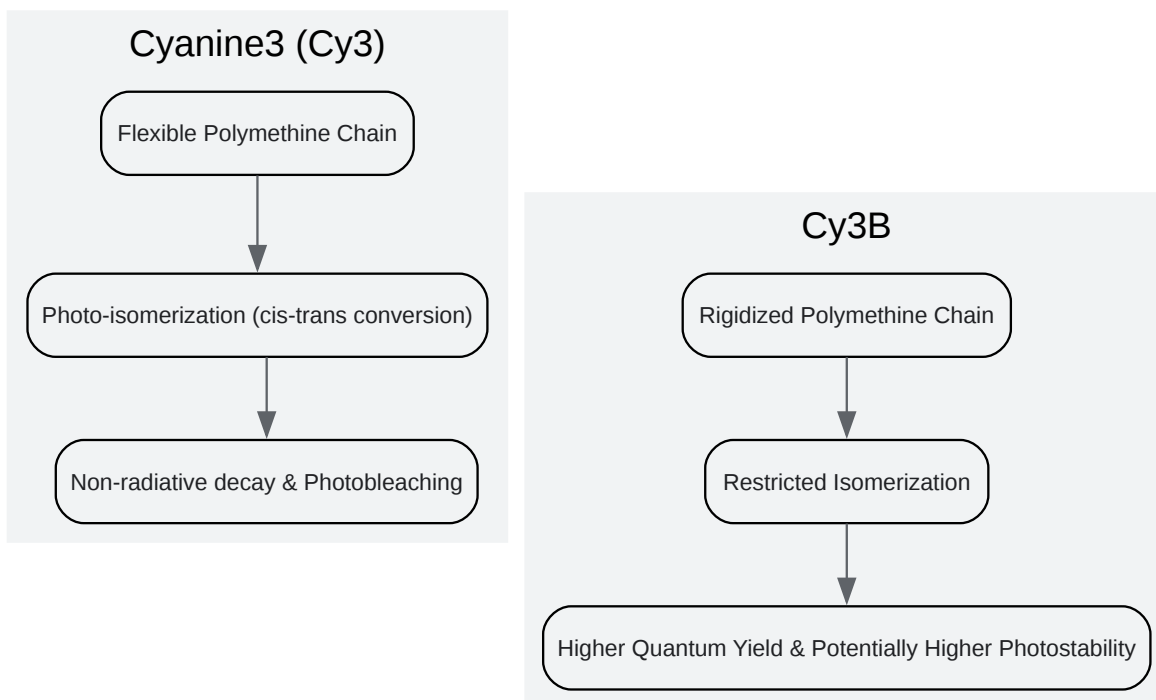 Cyanine3 (Cy3)
Flexible Polymethine Chain
Photo-isomerization (cis-trans conversion)
Non-radiative decay & Photobleaching
Cy3B
Rigidized Polymethine Chain
Restricted Isomerization
Higher Quantum Yield & Potentially Higher Photostability